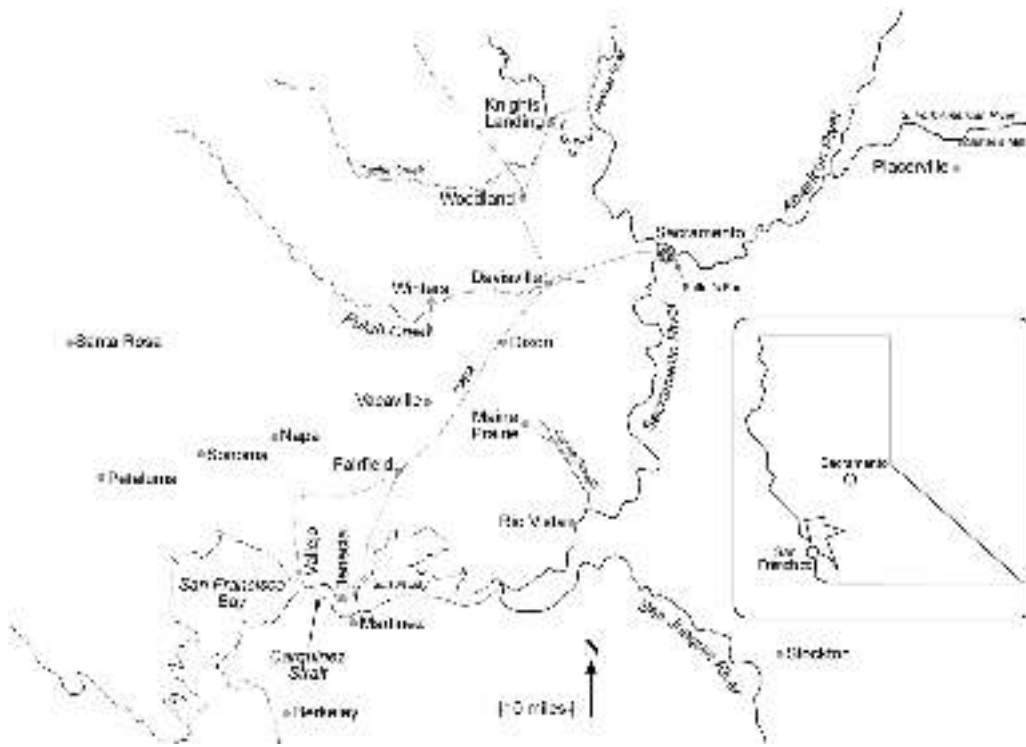 Knights
Landing
Woodland
Placerville
American River
Sacramento
Davisville
Winters
Putah Creek
Santa Rosa
Dixon
Sacramento River
Vacaville
Maine
Prairie
Napa
Sonoma
Fairfield
Petaluma
Sacramento
Rio Vista
Vallejo
Benicia
San
Francisco
San Francisco
Bay
Martinez
San Joaquin River
Carquinez
Strait
Stockton
10 miles
Berkeley